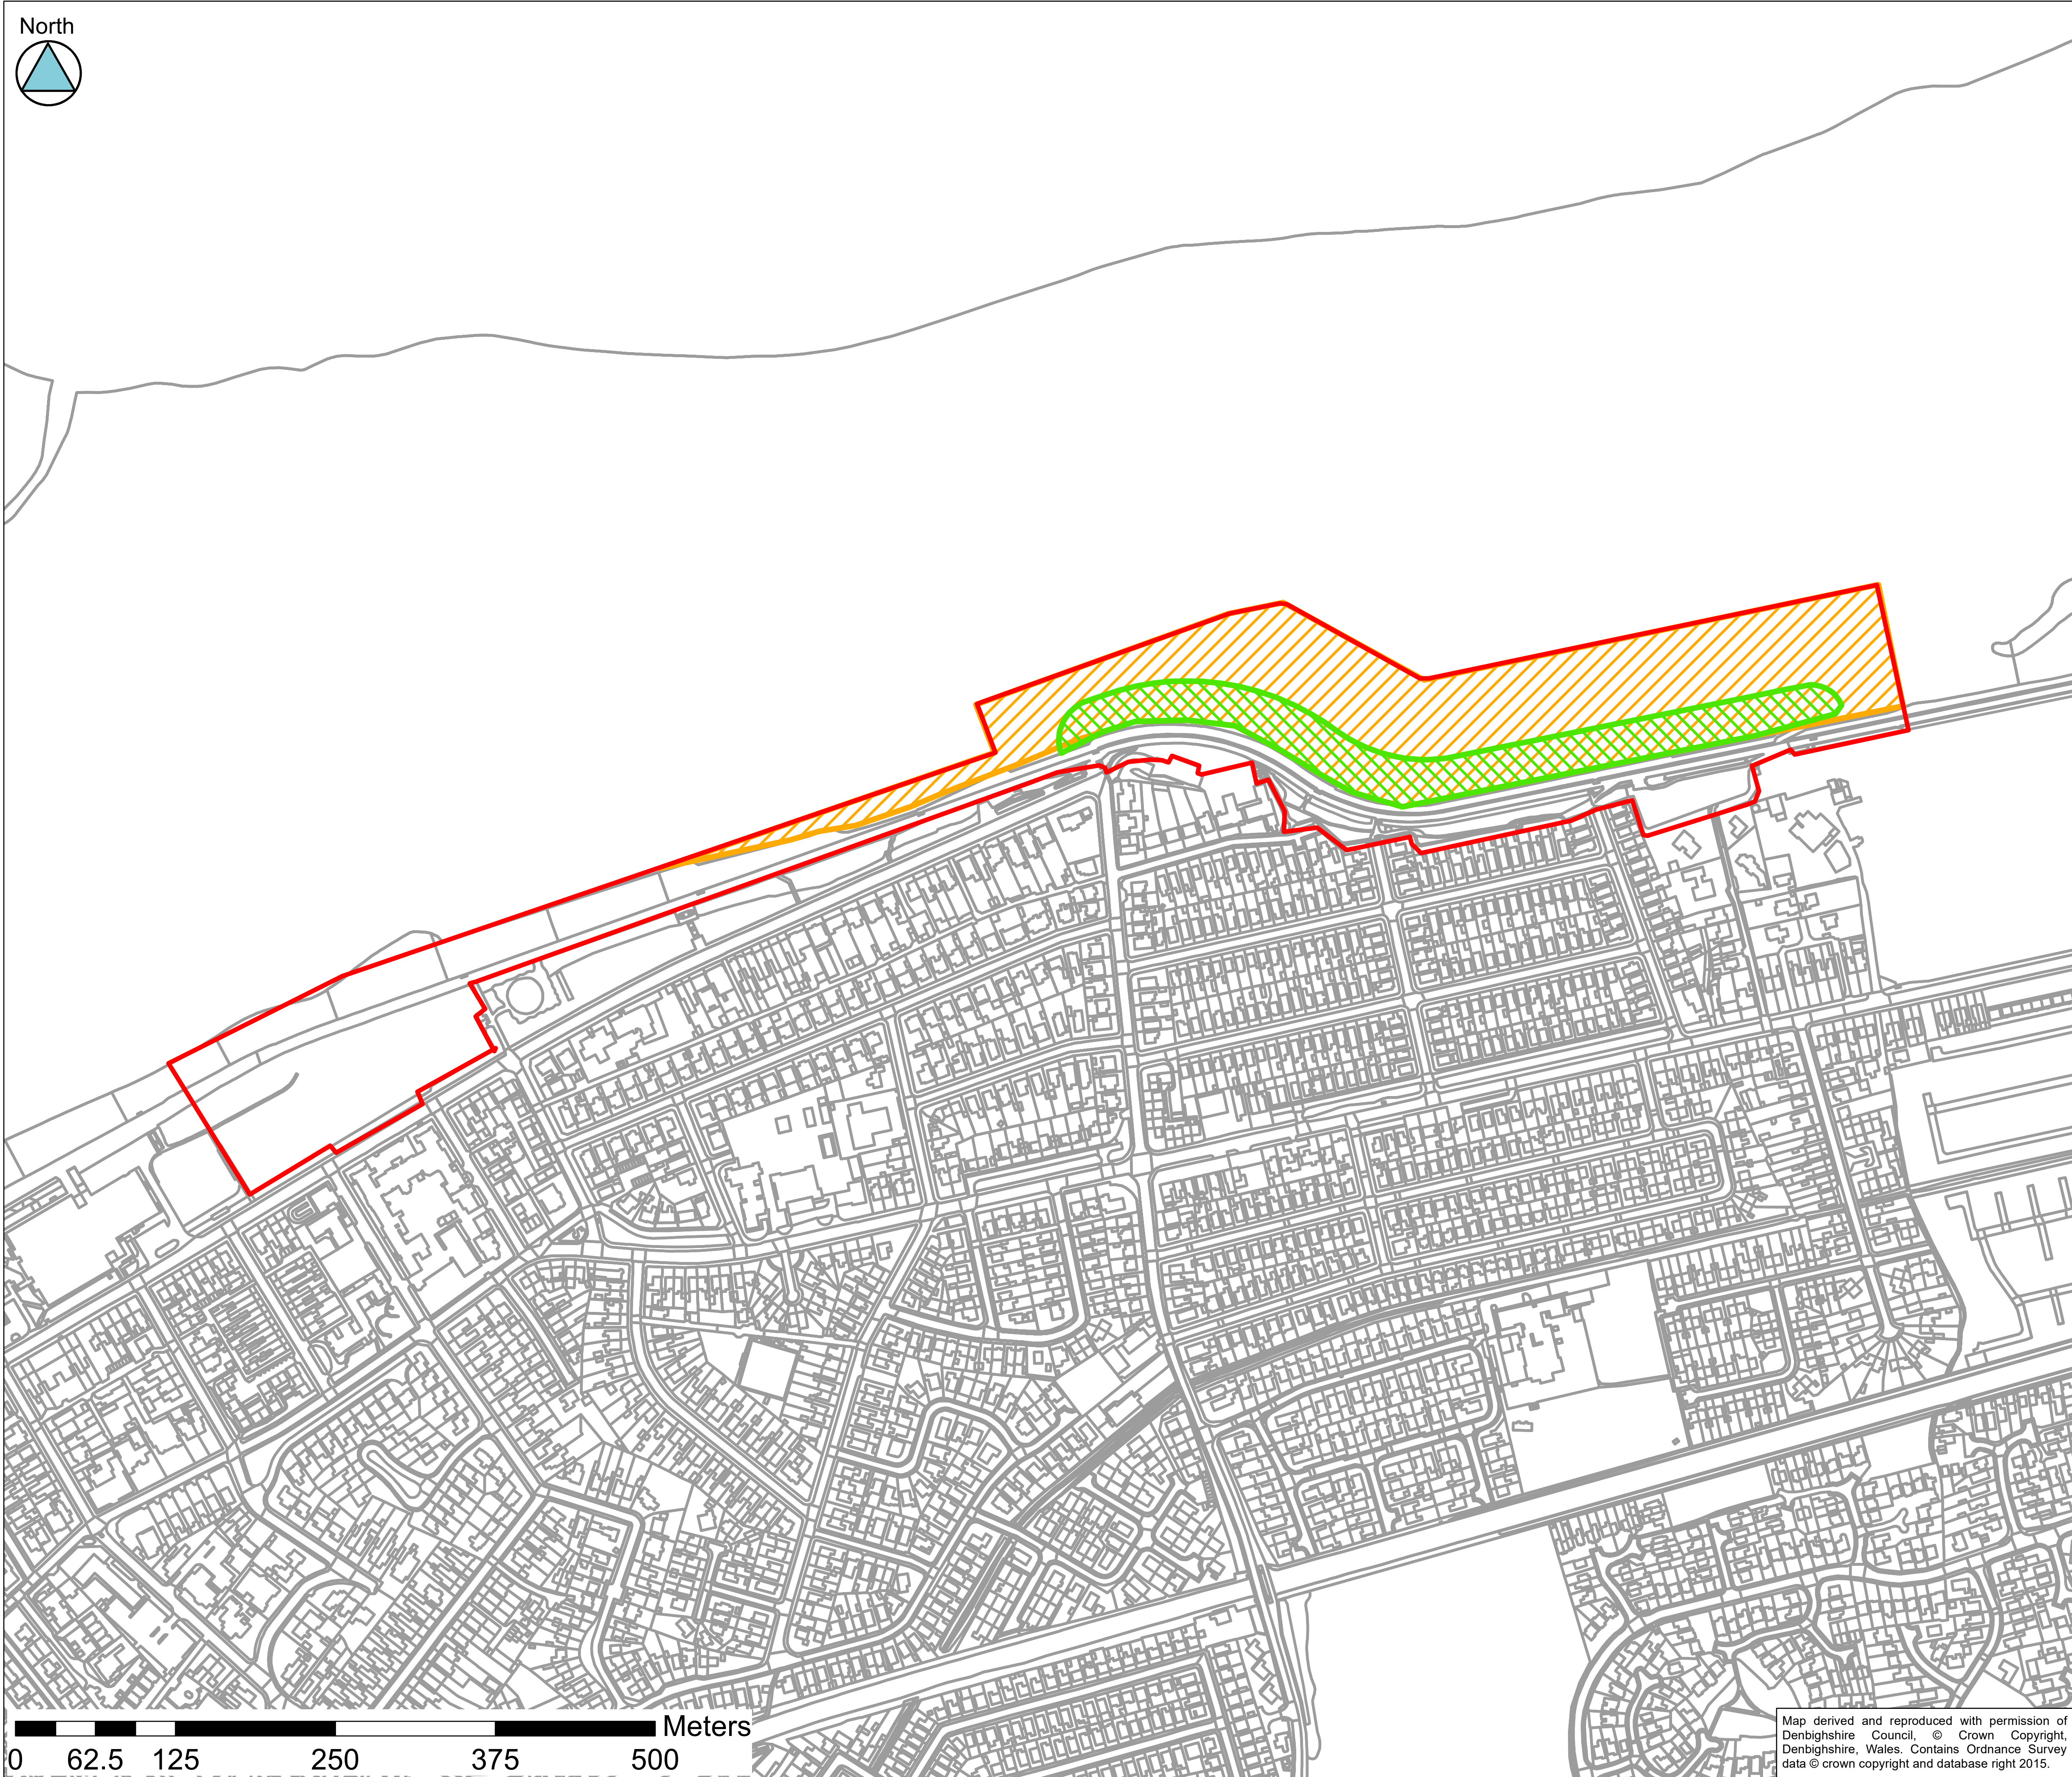 North
Meters
0 62.5 125 250 375 500
Map derived and reproduced with permission of
Denbighshire Council, © Crown Copyright,
Denbighshire, Wales. Contains Ordnance Survey
data © crown copyright and database right 2015.